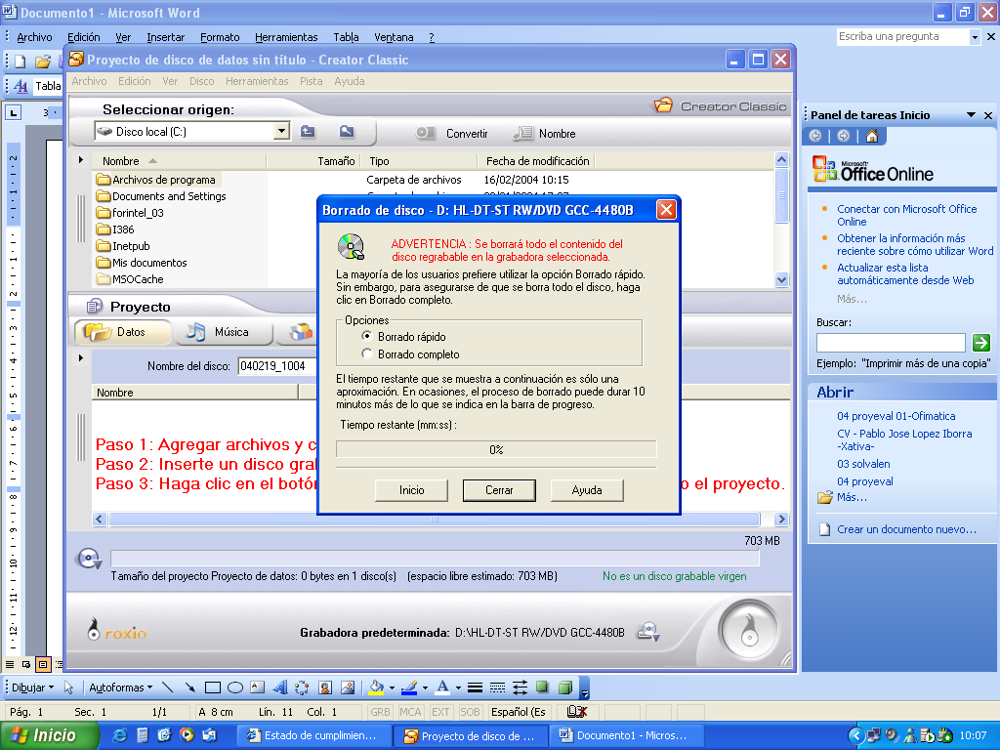 Documento1 - Microsoft Word
Archivo Edición Ver Insertar Formato Herramientas Tabla Ventana ?
Escriba una pregunta
Proyecto de disco de datos sin título - Creator Classic
Archivo Edición Ver Disco Herramientas Pista Ayuda
Tabla
Seleccionar origen:
Creator Classic
Disco local (C:)
Convertir
Nombre
Nombre Tamaño Tipo Fecha de modificación
Archivos de programa Carpeta de archivos 16/02/2004 10:15
Documents and Settings
forintel_03
I386
Inetpub
Mis documentos
MSOCache
Proyecto
Datos
Música
Nombre del disco: 040219_1004
Nombre
Paso 1: Agregar archivos y c
Paso 2: Inserte un disco gral
Paso 3: Haga clic en el botón
o el proyecto.
Borrado de disco - D: HL-DT-ST RW/DVD GCC-4480B
ADVERTENCIA : Se borrará todo el contenido del
disco regrabable en la grabadora seleccionada.
La mayoría de los usuarios prefiere utilizar la opción Borrado rápido.
Sin embargo, para asegurarse de que se borra todo el disco, haga
clic en Borrado completo.
Opciones
Borrado rápido
Borrado completo
El tiempo restante que se muestra a continuación es sólo una
aproximación. En ocasiones, el proceso de borrado puede durar 10
minutos más de lo que se indica en la barra de progreso.
Tiempo restante (mm:ss) :
0%
Inicio Cerrar Ayuda
703 MB
Tamaño del proyecto Proyecto de datos: 0 bytes en 1 disco(s) (espacio libre estimado: 703 MB) No es un disco grabable virgen
roxio
Grabadora predeterminada: D:\HL-DT-ST RW/DVD GCC-4480B
Panel de tareas Inicio
Microsoft
Office Online
Conectar con Microsoft Office
Online
Obtener la información más
reciente sobre cómo utilizar Word
Actualizar esta lista
automáticamente desde Web
Más...
Buscar:
Ejemplo: "Imprimir más de una copia"
Abrir
04 proyeval 01-Ofimatica
CV - Pablo Jose Lopez Iborra
-Xativa-
03 solvalen
04 proyeval
Más...
Crear un documento nuevo...
Dibujar Autoformas
Pág. 1 Sec. 1 1/1 A 8 cm Lín. 11 Col. 1 GRB MCA EXT SOB Español (Es
Inicio
Estado de cumplimien...
Proyecto de disco de ...
Documento1 - Micros...
10:07